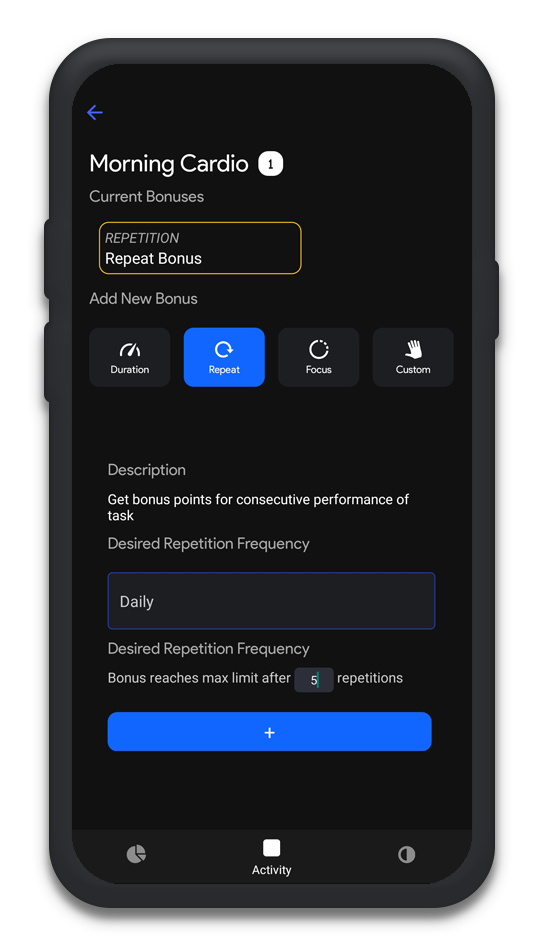 Morning Cardio 1
Current Bonuses
REPETITION
Repeat Bonus
Add New Bonus
Duration Repeat Focus Custom
Description
Get bonus points for consecutive performance of
task
Desired Repetition Frequency
Daily
Desired Repetition Frequency
Bonus reaches max limit after 5 repetitions
+
Activity